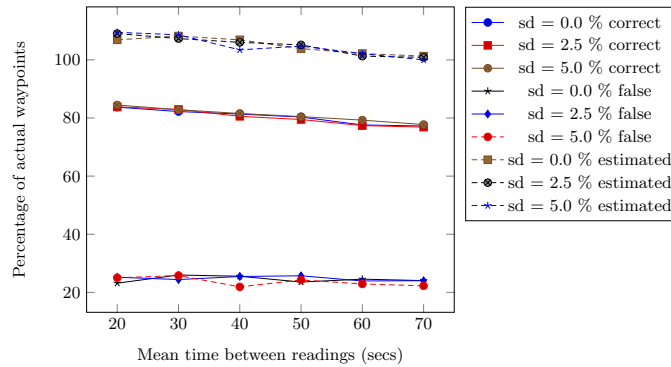 Percentage of actual waypoints
100
80
60
40
20
20 30 40 50 60 70
Mean time between readings (secs)
sd = 0.0 % correct
sd = 2.5 % correct
sd = 5.0 % correct
sd = 0.0 % false
sd = 2.5 % false
sd = 5.0 % false
sd = 0.0 % estimated
sd = 2.5 % estimated
sd = 5.0 % estimated